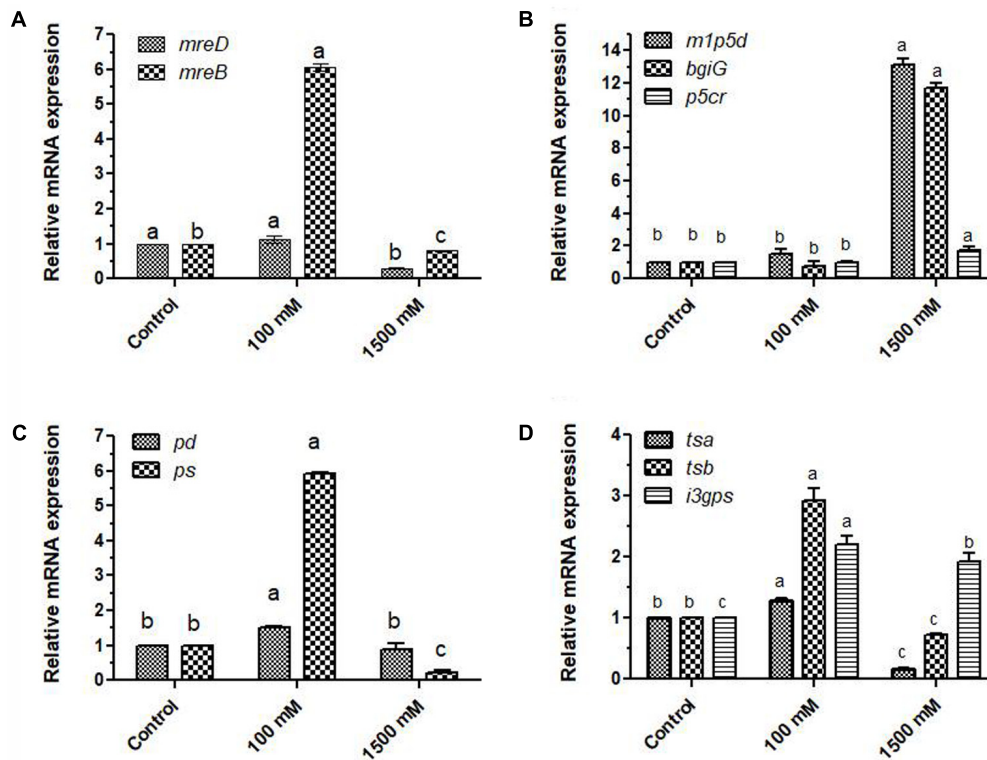 A
Relative mRNA expression
7
6
5
4
3
2
1
0
mreD
mreB
a
b
a
a
b
c
Control
100 mM
1500 mM
B
Relative mRNA expression
14
12
10
8
6
4
2
0
m1p5d
bgiG
p5cr
b
b
b
b
b
b
a
a
a
Control
100 mM
1500 mM
C
Relative mRNA expression
7
6
5
4
3
2
1
0
pd
ps
b
b
a
a
b
c
Control
100 mM
1500 mM
D
Relative mRNA expression
4
3
2
1
0
tsa
tsb
i3gps
b
b
c
a
a
a
c
c
b
Control
100 mM
1500 mM